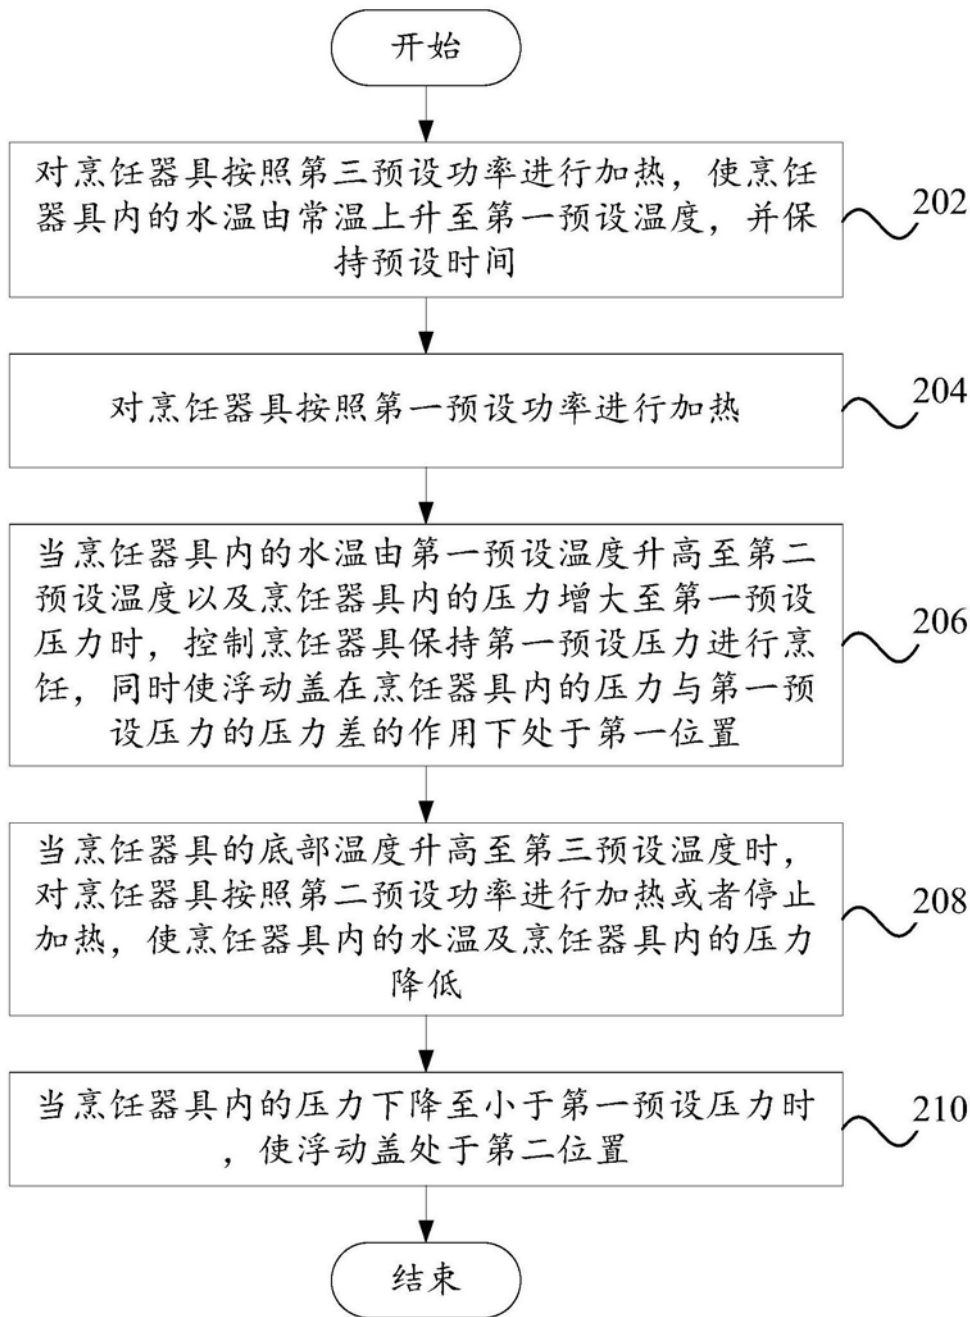 开始
对烹饪器具按照第三预设功率进行加热，使烹饪
器具内的水温由常温上升至第一预设温度，并保
持预设时间
202
对烹饪器具按照第一预设功率进行加热
204
当烹饪器具内的水温由第一预设温度升高至第二
预设温度以及烹饪器具内的压力增大至第一预设
压力时，控制烹饪器具保持第一预设压力进行烹
饪，同时使浮动盖在烹饪器具内的压力与第一预
设压力的压力差的作用下处于第一位置
206
当烹饪器具的底部温度升高至第三预设温度时，
对烹饪器具按照第二预设功率进行加热或者停止
加热，使烹饪器具内的水温及烹饪器具内的压力
降低
208
当烹饪器具内的压力下降至小于第一预设压力时
，使浮动盖处于第二位置
210
结束